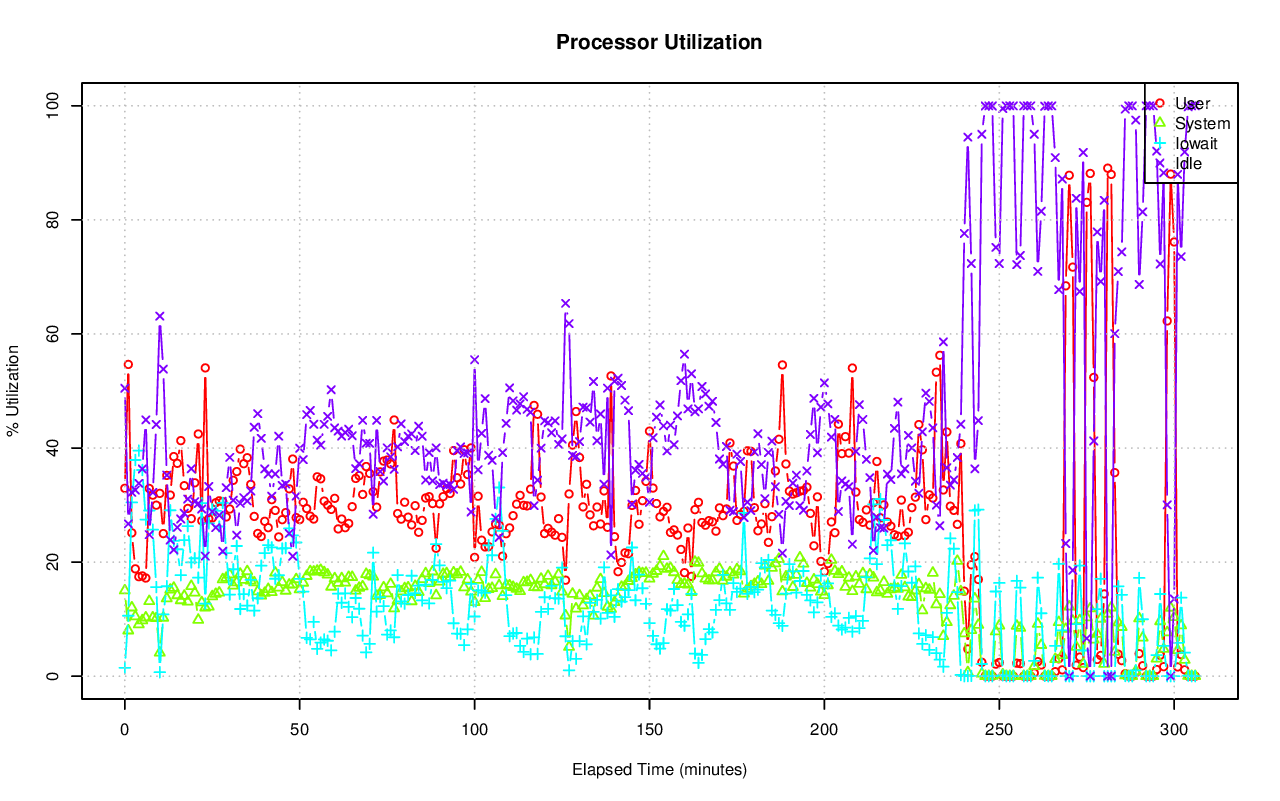 Processor Utilization
% Utilization
100
80
60
40
20
0
User
System
Iowait
Idle
0 50 100 150 200 250 300
Elapsed Time (minutes)